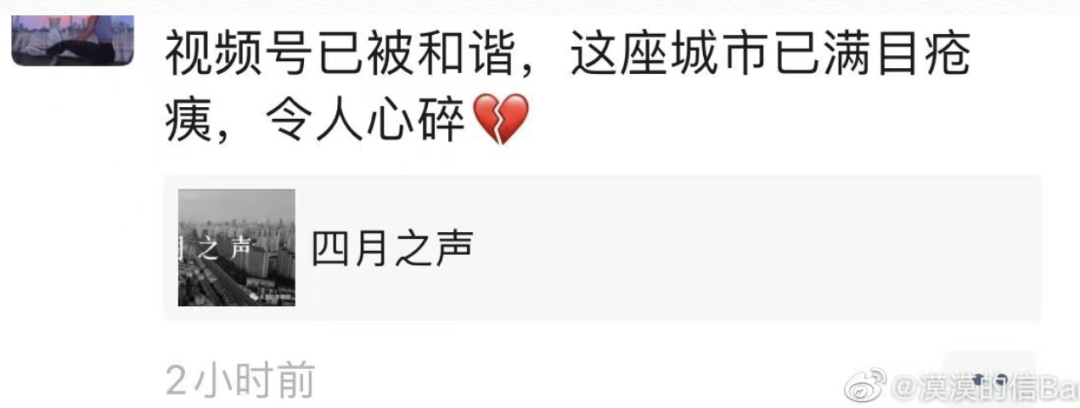 视频号已被和谐，这座城市已满目疮
痍，令人心碎💔
月之声
四月之声
2小时前
@漠漠的信Ba